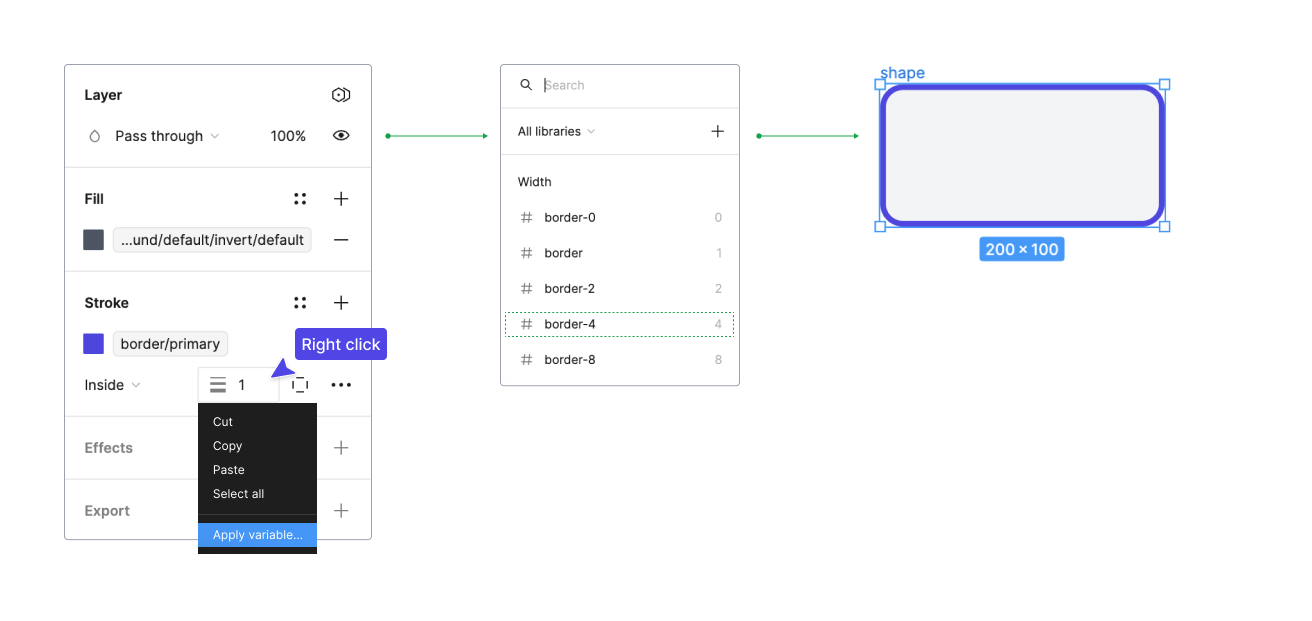 Layer
Pass through
100%
Fill
...und/default/invert/default
Stroke
border/primary
Right click
Inside
1
Cut
Copy
Paste
Select all
Apply variable...
Effects
Export
Search
All libraries
Width
border-0 0
border 1
border-2 2
border-4 4
border-8 8
shape
200 × 100